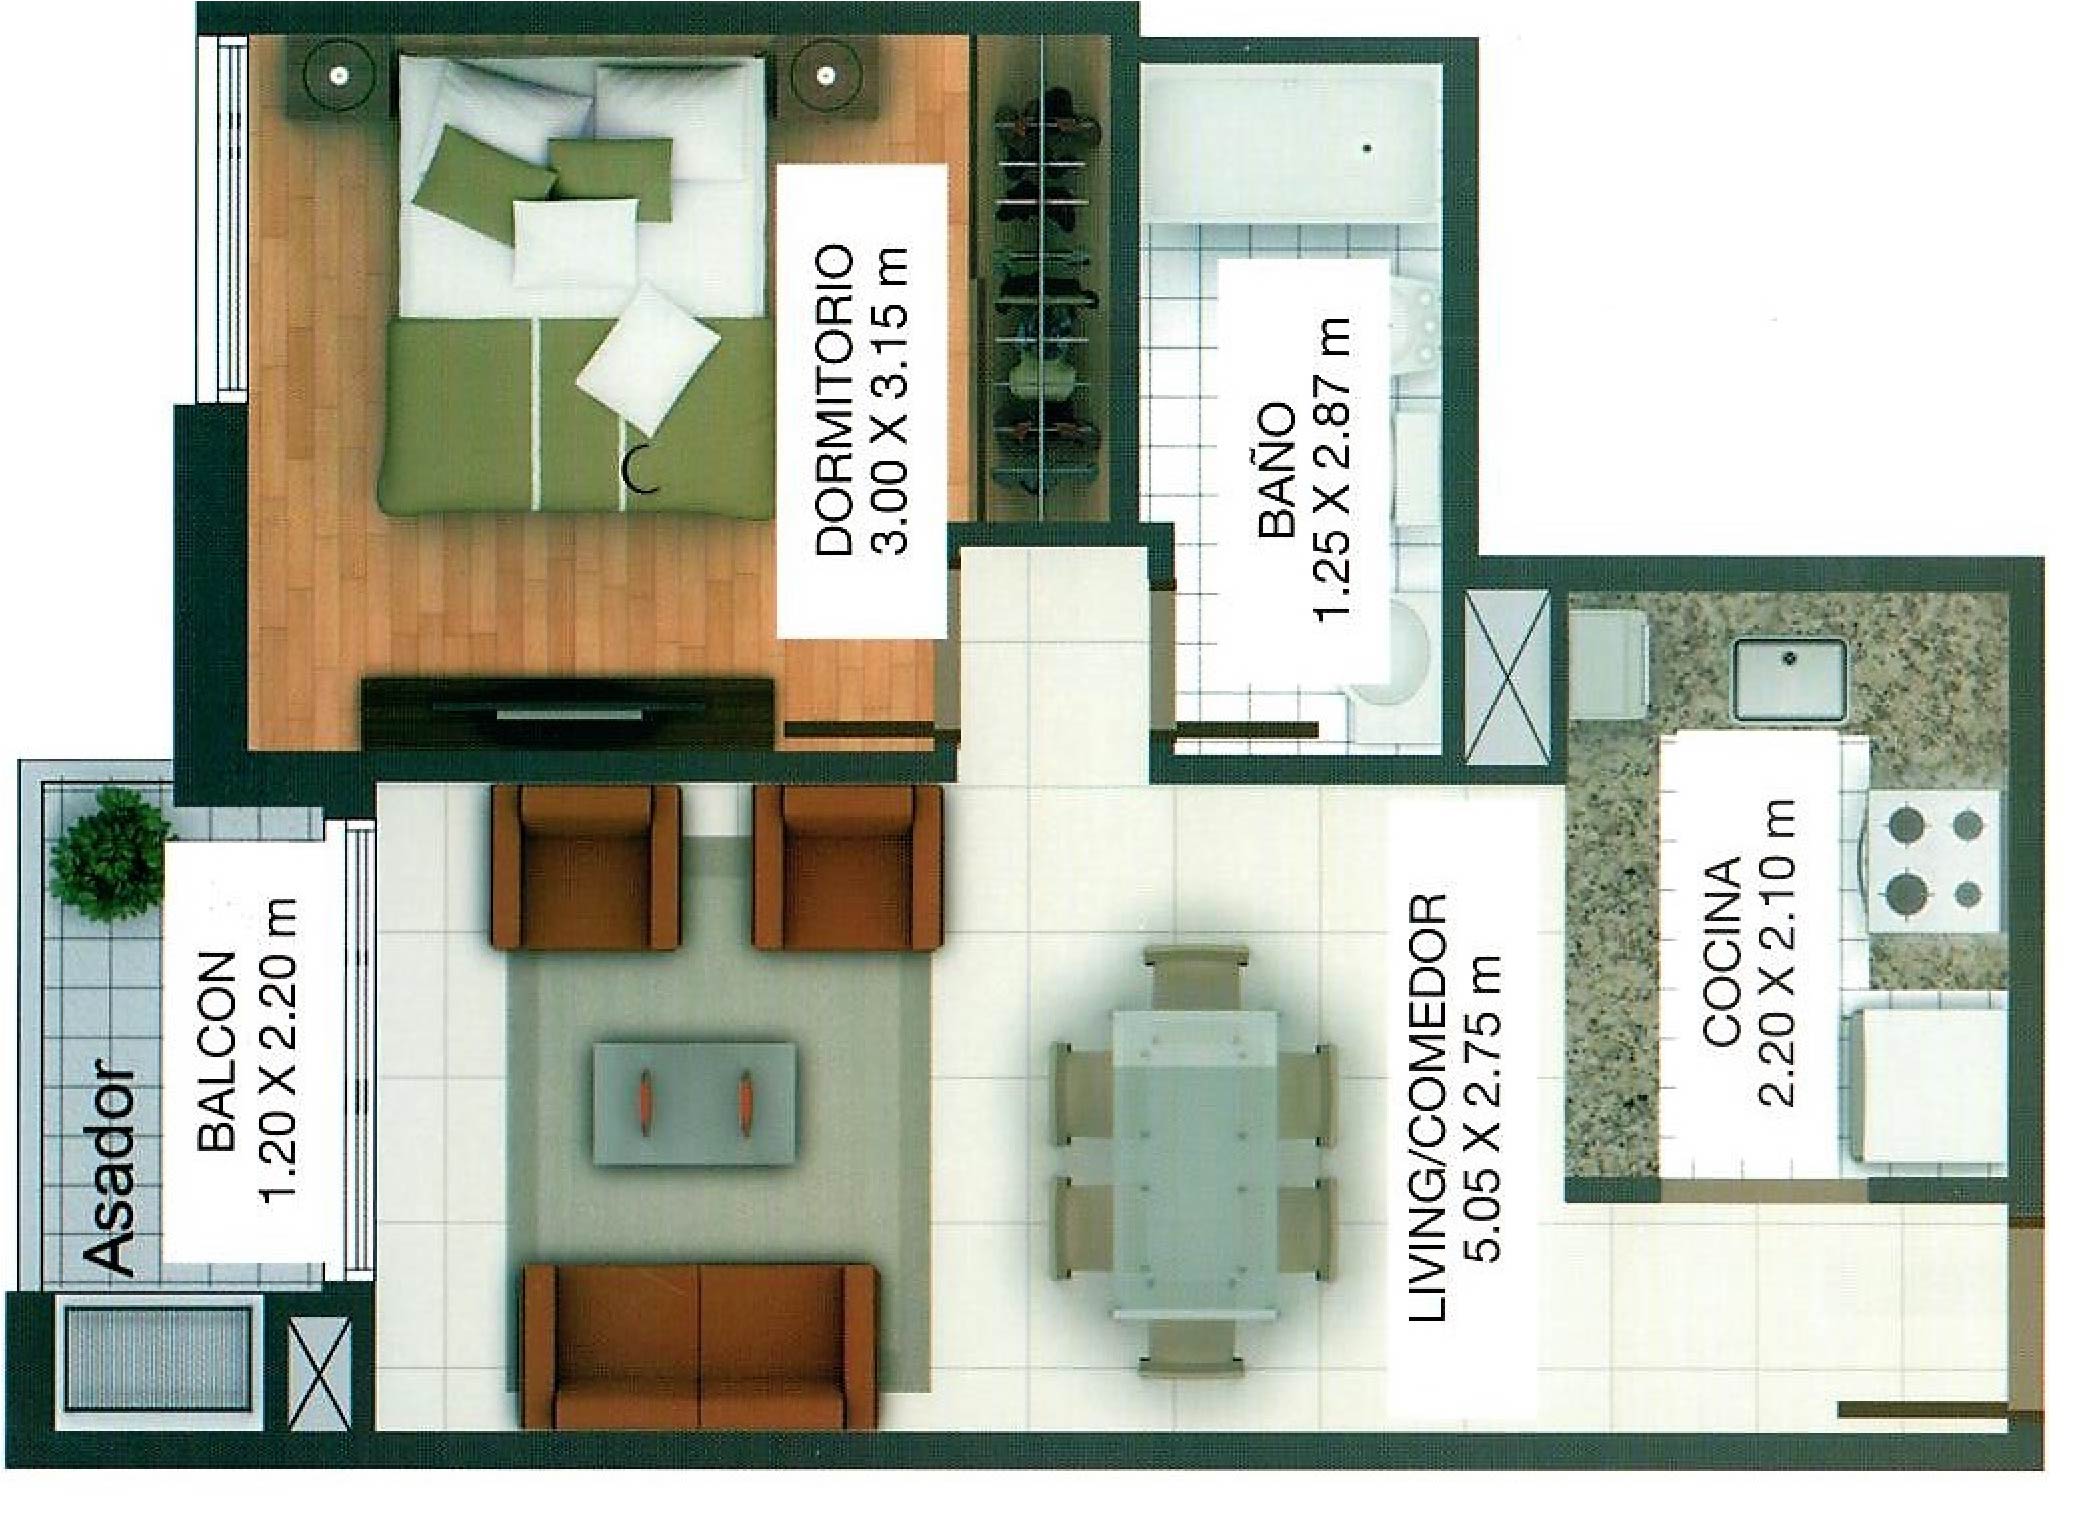 DORMITORIO
3.00 X 3.15 m
BAÑO
1.25 X 2.87 m
Asador
BALCON
1.20 X 2.20 m
LIVING/COMEDOR
5.05 X 2.75 m
COCINA
2.20 X 2.10 m